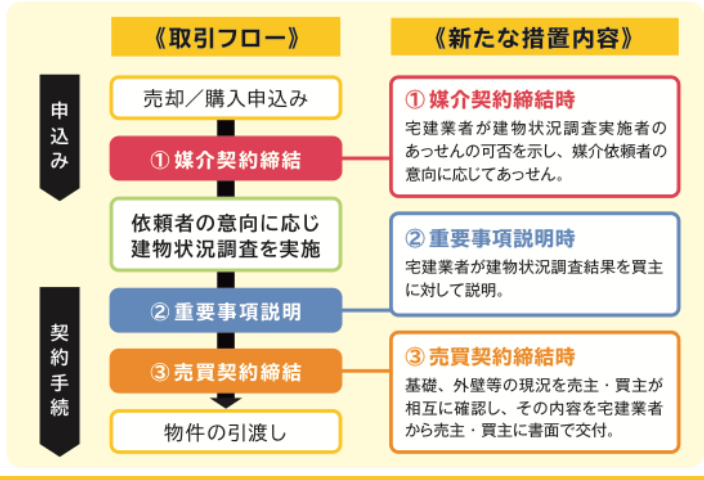 《取引フロー》
申込み
売却／購入申込み
①媒介契約締結
依頼者の意向に応じ
建物状況調査を実施
契約手続
②重要事項説明
③売買契約締結
物件の引渡し
《新たな措置内容》
①媒介契約締結時
宅建業者が建物状況調査実施者の
あっせんの可否を示し、媒介依頼者の
意向に応じてあっせん。
②重要事項説明時
宅建業者が建物状況調査結果を買主
に対して説明。
③売買契約締結時
基礎、外壁等の現況を売主・買主が
相互に確認し、その内容を宅建業者
から売主・買主に書面で交付。